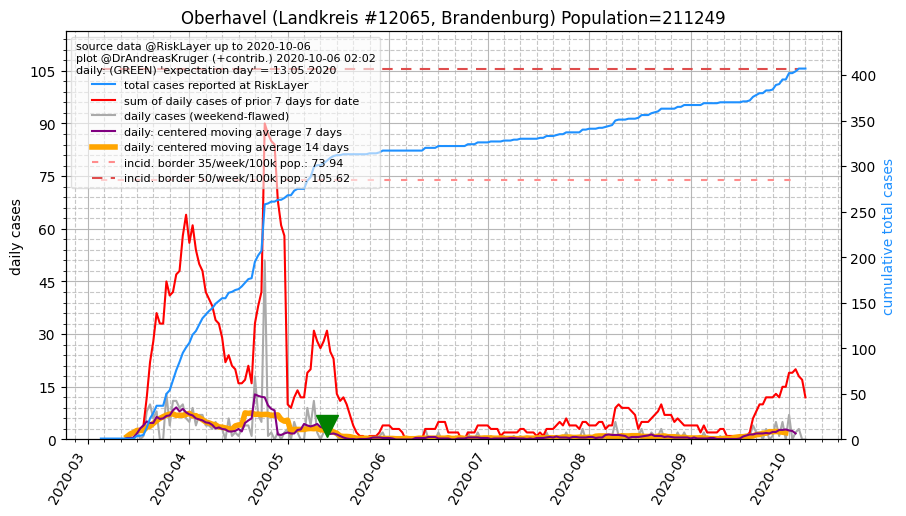 Oberhavel (Landkreis #12065, Brandenburg) Population=211249
source data @RiskLayer up to 2020-10-06
plot @DrAndreasKruger (+contrib.) 2020-10-06 02:02
daily: (GREEN) 'expectation day' = 13.05.2020
total cases reported at RiskLayer
sum of daily cases of prior 7 days for date
daily cases (weekend-flawed)
daily: centered moving average 7 days
daily: centered moving average 14 days
incid. border 35/week/100k pop.: 73.94
incid. border 50/week/100k pop.: 105.62
daily cases
105
90
75
60
45
30
15
0
cumulative total cases
400
350
300
250
200
150
100
50
0
2020-03
2020-04
2020-05
2020-06
2020-07
2020-08
2020-09
2020-10